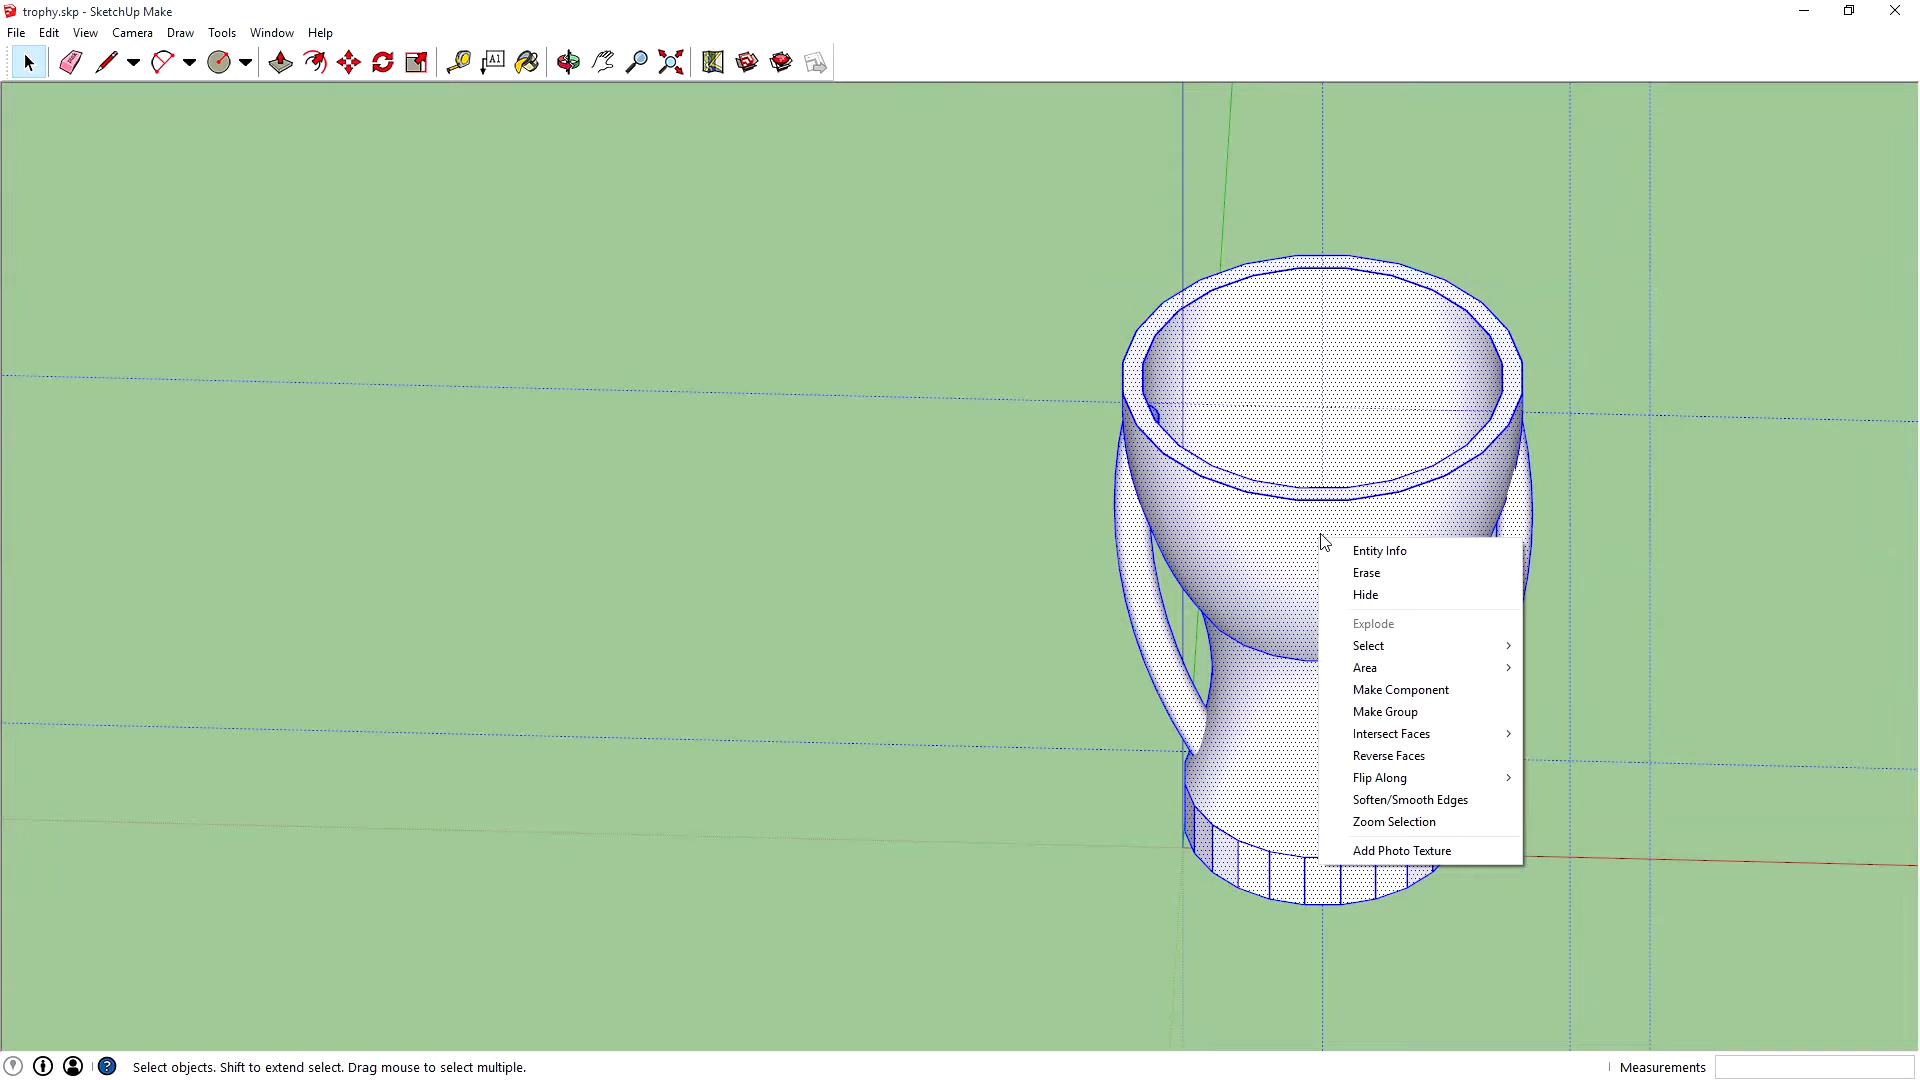 trophy.skp - SketchUp Make
File Edit View Camera Draw Tools Window Help
A1
Entity Info
Erase
Hide
Explode
Select
Area
Make Component
Make Group
Intersect Faces
Reverse Faces
Flip Along
Soften/Smooth Edges
Zoom Selection
Add Photo Texture
Select objects. Shift to extend select. Drag mouse to select multiple.
Measurements